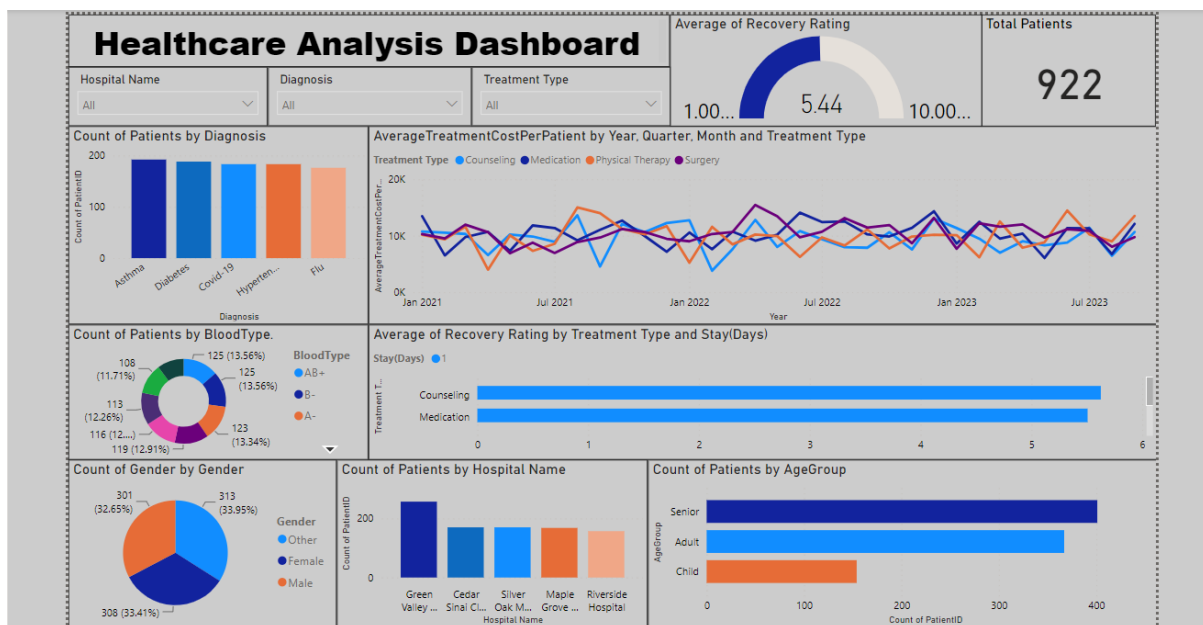 Healthcare Analysis Dashboard
Hospital Name
All
Diagnosis
All
Treatment Type
All
Average of Recovery Rating
1.00...
5.44
10.00...
Total Patients
922
Count of Patients by Diagnosis
Count of PatientID
200
100
0
Asthma
Diabetes
Covid-19
Hyperten...
Flu
Diagnosis
AverageTreatmentCostPerPatient by Year, Quarter, Month and Treatment Type
Treatment Type Counseling Medication Physical Therapy Surgery
AverageTreatmentCostPer...
20K
10K
0K
Jan 2021
Jul 2021
Jan 2022
Jul 2022
Jan 2023
Jul 2023
Year
Count of Patients by BloodType.
125 (13.56%)
125
(13.56%)
123
(13.34%)
119 (12.91%)
116 (12....)
113
(12.26%)
108
(11.71%)
BloodType
AB+
B-
A-
Average of Recovery Rating by Treatment Type and Stay(Days)
Stay(Days) 1
Treatment T...
Counseling
Medication
0
1
2
3
4
5
6
Count of Gender by Gender
301
(32.65%)
313
(33.95%)
308 (33.41%)
Gender
Other
Female
Male
Count of Patients by Hospital Name
Count of PatientID
200
0
Green
Valley ...
Cedar
Sinal Cl...
Silver
Oak M...
Maple
Grove ...
Riverside
Hospital
Hospital Name
Count of Patients by AgeGroup
AgeGroup
Senior
Adult
Child
0
100
200
300
400
Count of PatientID